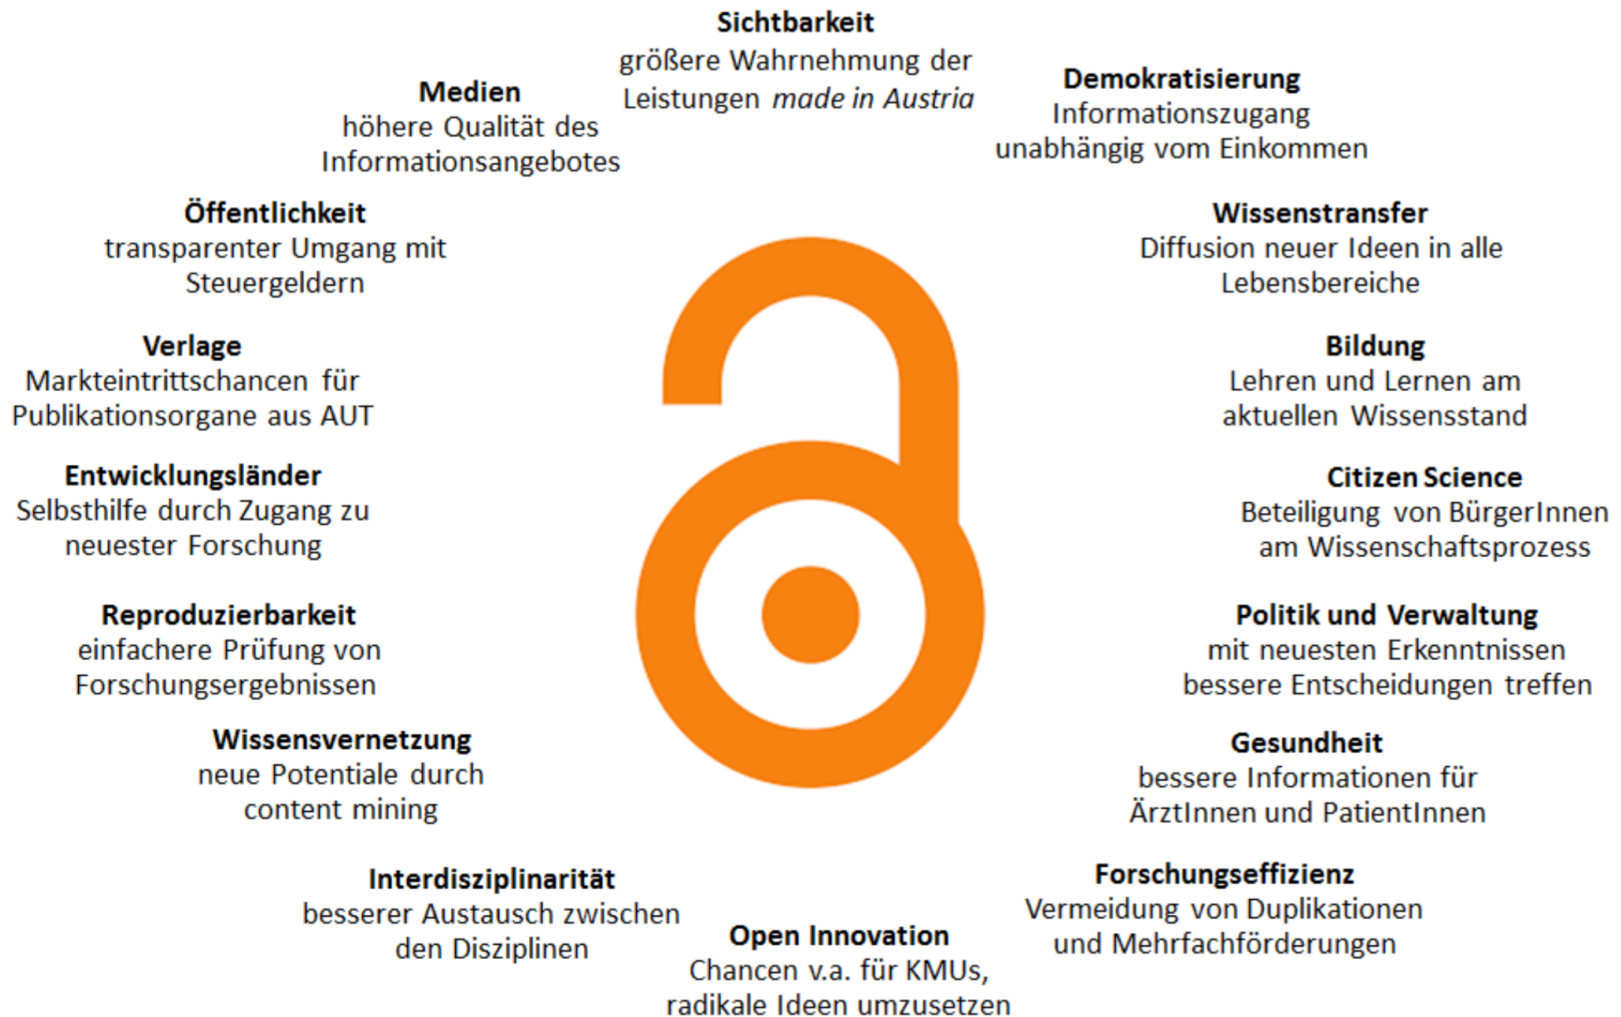 Sichtbarkeit
größere Wahrnehmung der
Leistungen made in Austria
Demokratisierung
Informationszugang
unabhängig vom Einkommen
Wissenstransfer
Diffusion neuer Ideen in alle
Lebensbereiche
Bildung
Lehren und Lernen am
aktuellen Wissensstand
Citizen Science
Beteiligung von BürgerInnen
am Wissenschaftsprozess
Politik und Verwaltung
mit neuesten Erkenntnissen
bessere Entscheidungen treffen
Gesundheit
bessere Informationen für
ÄrztInnen und PatientInnen
Forschungseffizienz
Vermeidung von Duplikationen
und Mehrfachförderungen
Open Innovation
Chancen v.a. für KMUs,
radikale Ideen umzusetzen
Interdisziplinarität
besserer Austausch zwischen
den Disziplinen
Wissensvernetzung
neue Potentiale durch
content mining
Reproduzierbarkeit
einfachere Prüfung von
Forschungsergebnissen
Entwicklungsländer
Selbsthilfe durch Zugang zu
neuester Forschung
Verlage
Markteintrittschancen für
Publikationsorgane aus AUT
Öffentlichkeit
transparenter Umgang mit
Steuergeldern
Medien
höhere Qualität des
Informationsangebotes